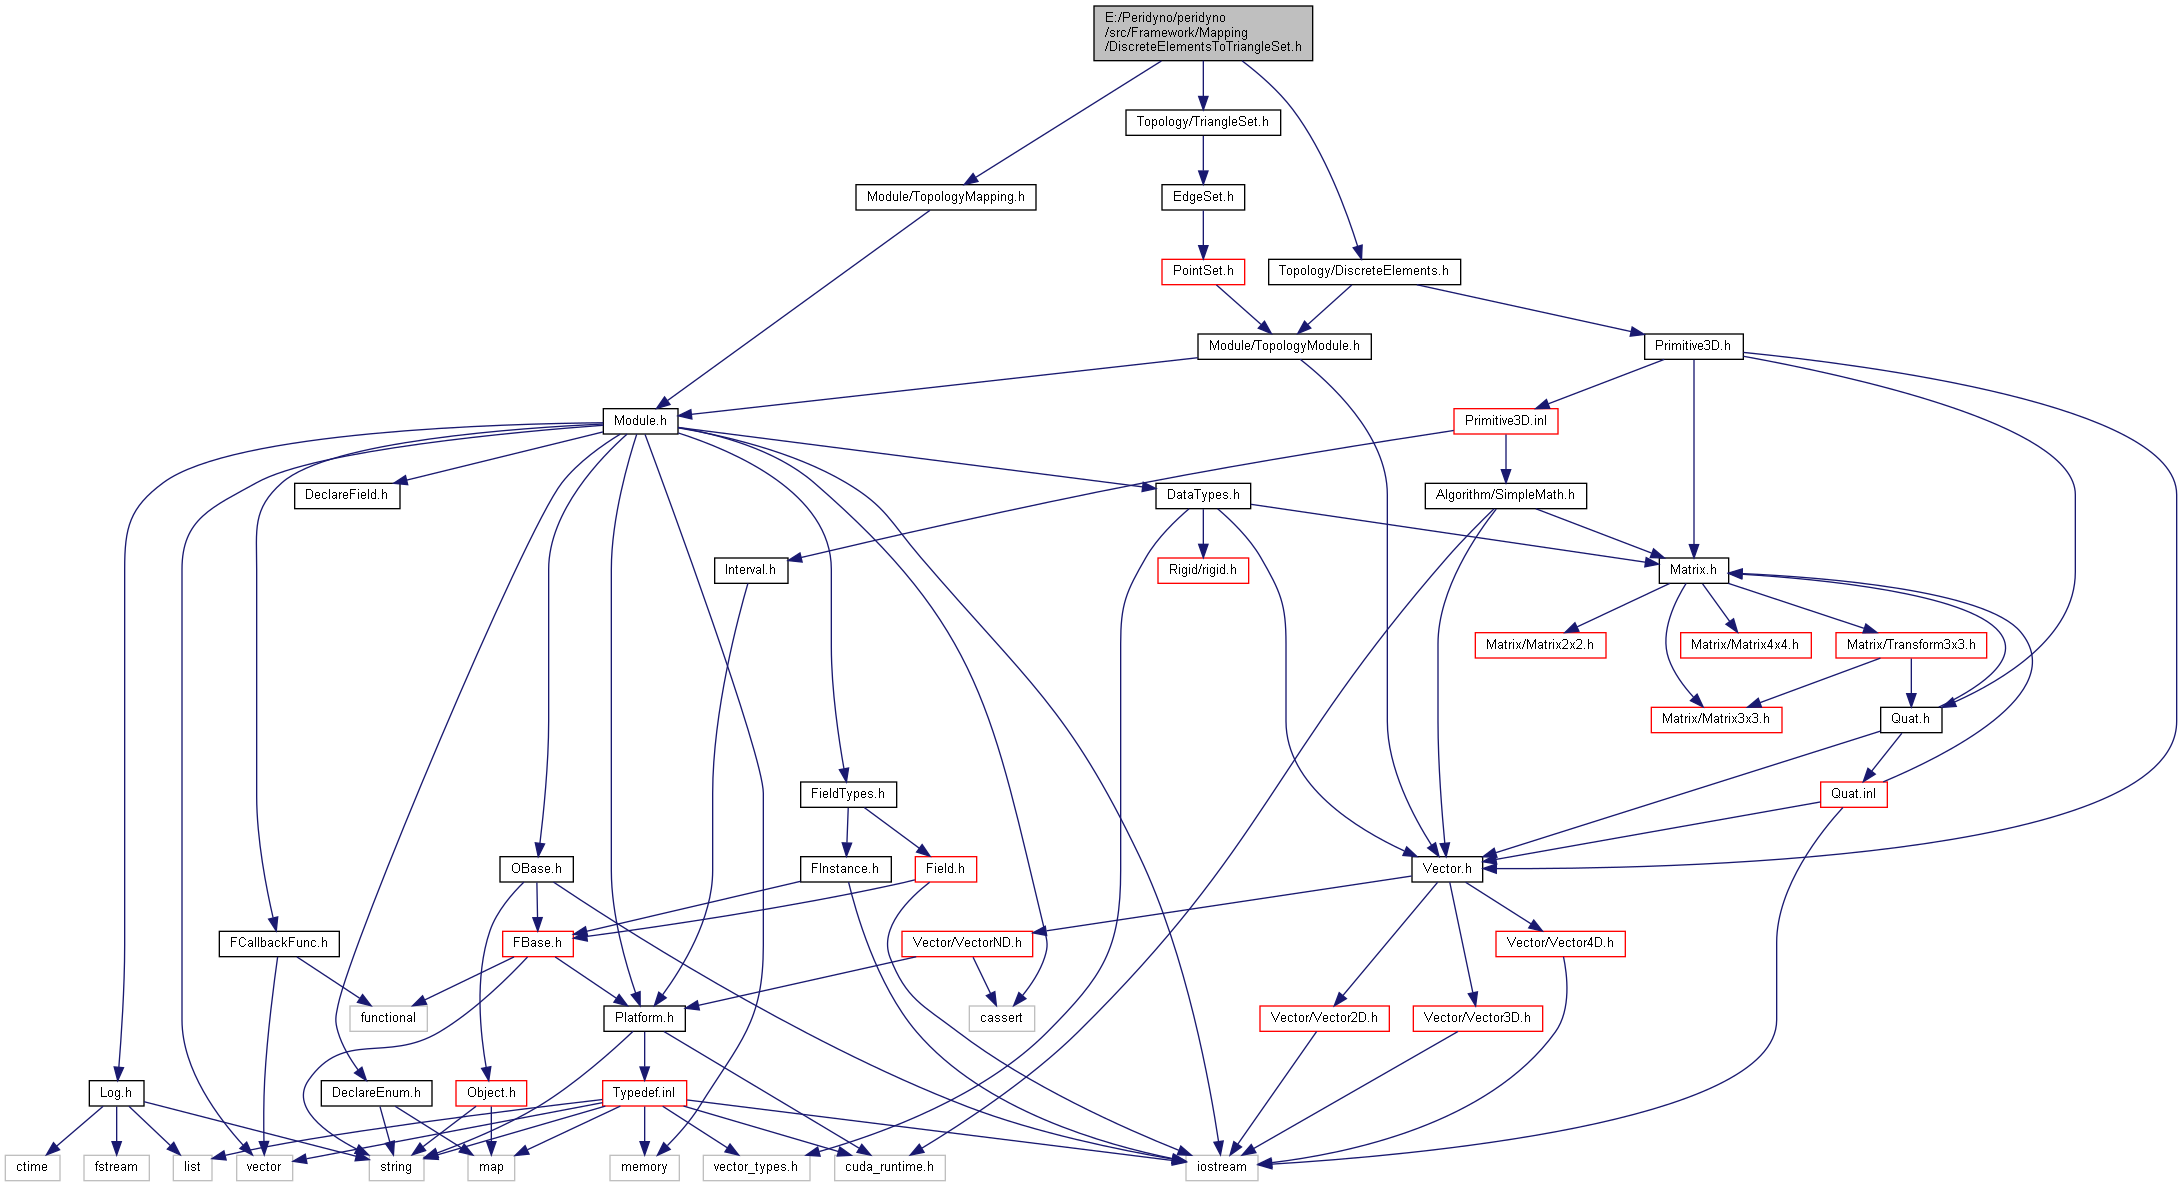 E:/Peridyno/peridyno
/src/Framework/Mapping
/DiscreteElementsToTriangleSet.h
Topology/TriangleSet.h
Module/TopologyMapping.h
EdgeSet.h
PointSet.h
Topology/DiscreteElements.h
Module/TopologyModule.h
Primitive3D.h
Module.h
Primitive3D.inl
DeclareField.h
DataTypes.h
Algorithm/SimpleMath.h
Interval.h
Rigid/rigid.h
Matrix.h
Matrix/Matrix2x2.h
Matrix/Matrix4x4.h
Matrix/Transform3x3.h
Matrix/Matrix3x3.h
Quat.h
FieldTypes.h
Quat.inl
OBase.h
FInstance.h
Field.h
Vector.h
FCallbackFunc.h
FBase.h
Vector/VectorND.h
Vector/Vector4D.h
functional
Platform.h
cassert
Vector/Vector2D.h
Vector/Vector3D.h
Log.h
DeclareEnum.h
Object.h
Typedef.inl
ctime
fstream
list
vector
string
map
memory
vector_types.h
cuda_runtime.h
iostream